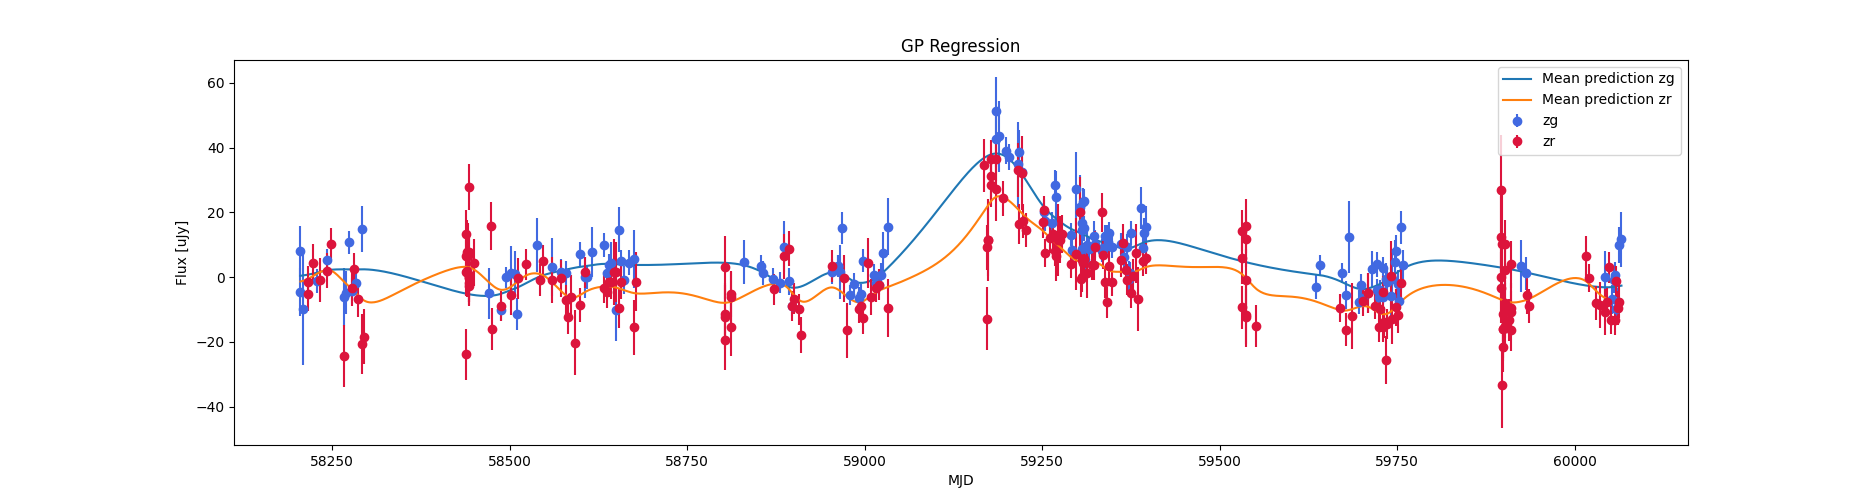 GP Regression
Flux [uJy]
60
40
20
0
−20
−40
58250
58500
58750
59000
59250
59500
59750
60000
MJD
Mean prediction zg
Mean prediction zr
zg
zr